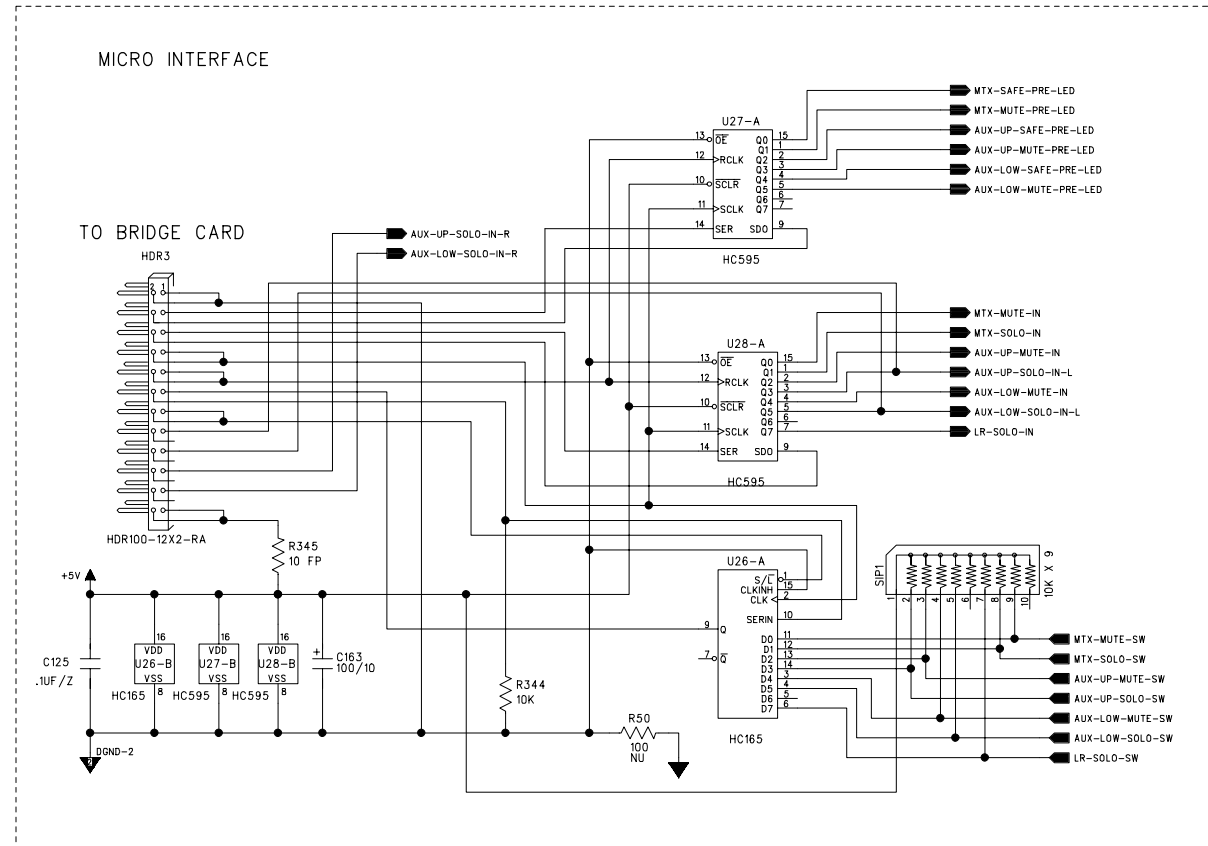 MICRO INTERFACE
TO BRIDGE CARD
HDR3
2 1
HDR100-12X2-RA
AUX-UP-SOLO-IN-R
AUX-LOW-SOLO-IN-R
U27-A
13 OE Q0 15
Q1 1
12 RCLK Q2 2
Q3 3
10 SCLR Q4 4
Q5 5
Q6 6
11 SCLK Q7 7
14 SER SDO 9
HC595
MTX-SAFE-PRE-LED
MTX-MUTE-PRE-LED
AUX-UP-SAFE-PRE-LED
AUX-UP-MUTE-PRE-LED
AUX-LOW-SAFE-PRE-LED
AUX-LOW-MUTE-PRE-LED
U28-A
13 OE Q0 15
Q1 1
12 RCLK Q2 2
Q3 3
10 SCLR Q4 4
Q5 5
Q6 6
11 SCLK Q7 7
14 SER SDO 9
HC595
MTX-MUTE-IN
MTX-SOLO-IN
AUX-UP-MUTE-IN
AUX-UP-SOLO-IN-L
AUX-LOW-MUTE-IN
AUX-LOW-SOLO-IN-L
LR-SOLO-IN
R345
10 FP
+5V
C125
.1UF/Z
16
VDD
U26-B
VSS
8
HC165
16
VDD
U27-B
VSS
8
HC595
16
VDD
U28-B
VSS
8
HC595
+
C163
100/10
DGND-2
2
R344
10K
R50
100
NU
U26-A
S/L 1
CLKINH 15
CLK 2
SERIN 10
9 Q
D0 11
D1 12
7 Q D2 13
D3 14
D4 3
D5 4
D6 5
D7 6
HC165
SIP1
10K X 9
1 2 3 4 5 6 7 8 9 10
MTX-MUTE-SW
MTX-SOLO-SW
AUX-UP-MUTE-SW
AUX-UP-SOLO-SW
AUX-LOW-MUTE-SW
AUX-LOW-SOLO-SW
LR-SOLO-SW